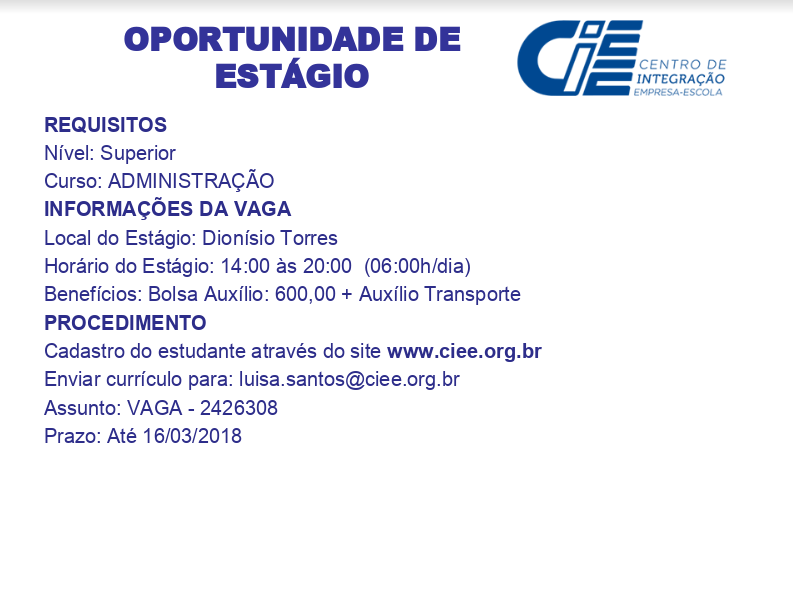 OPORTUNIDADE DE
ESTÁGIO
CIEE
CENTRO DE
INTEGRAÇÃO
EMPRESA-ESCOLA
REQUISITOS
Nível: Superior
Curso: ADMINISTRAÇÃO
INFORMAÇÕES DA VAGA
Local do Estágio: Dionísio Torres
Horário do Estágio: 14:00 às 20:00  (06:00h/dia)
Benefícios: Bolsa Auxílio: 600,00 + Auxílio Transporte
PROCEDIMENTO
Cadastro do estudante através do site www.ciee.org.br
Enviar currículo para: luisa.santos@ciee.org.br
Assunto: VAGA - 2426308
Prazo: Até 16/03/2018